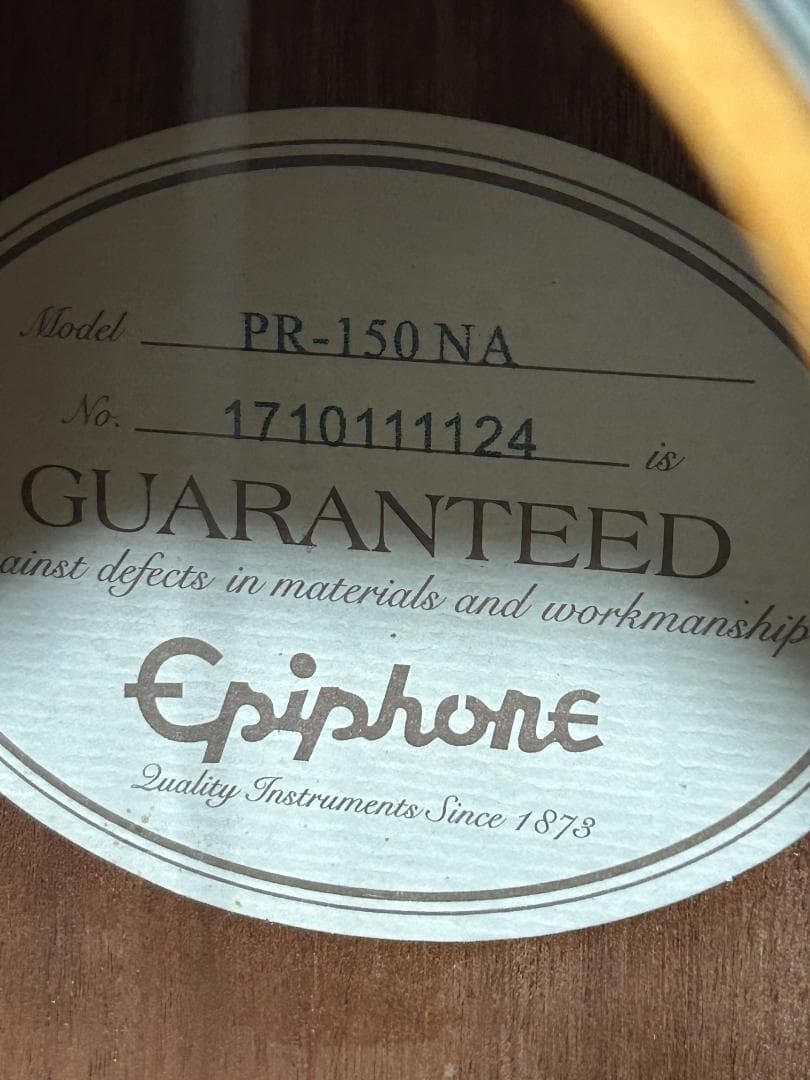 Model PR-150 NA
No. 1710111124 is
GUARANTEED
ainst defects in materials and workmanship
Epiphone
Quality Instruments Since 1873